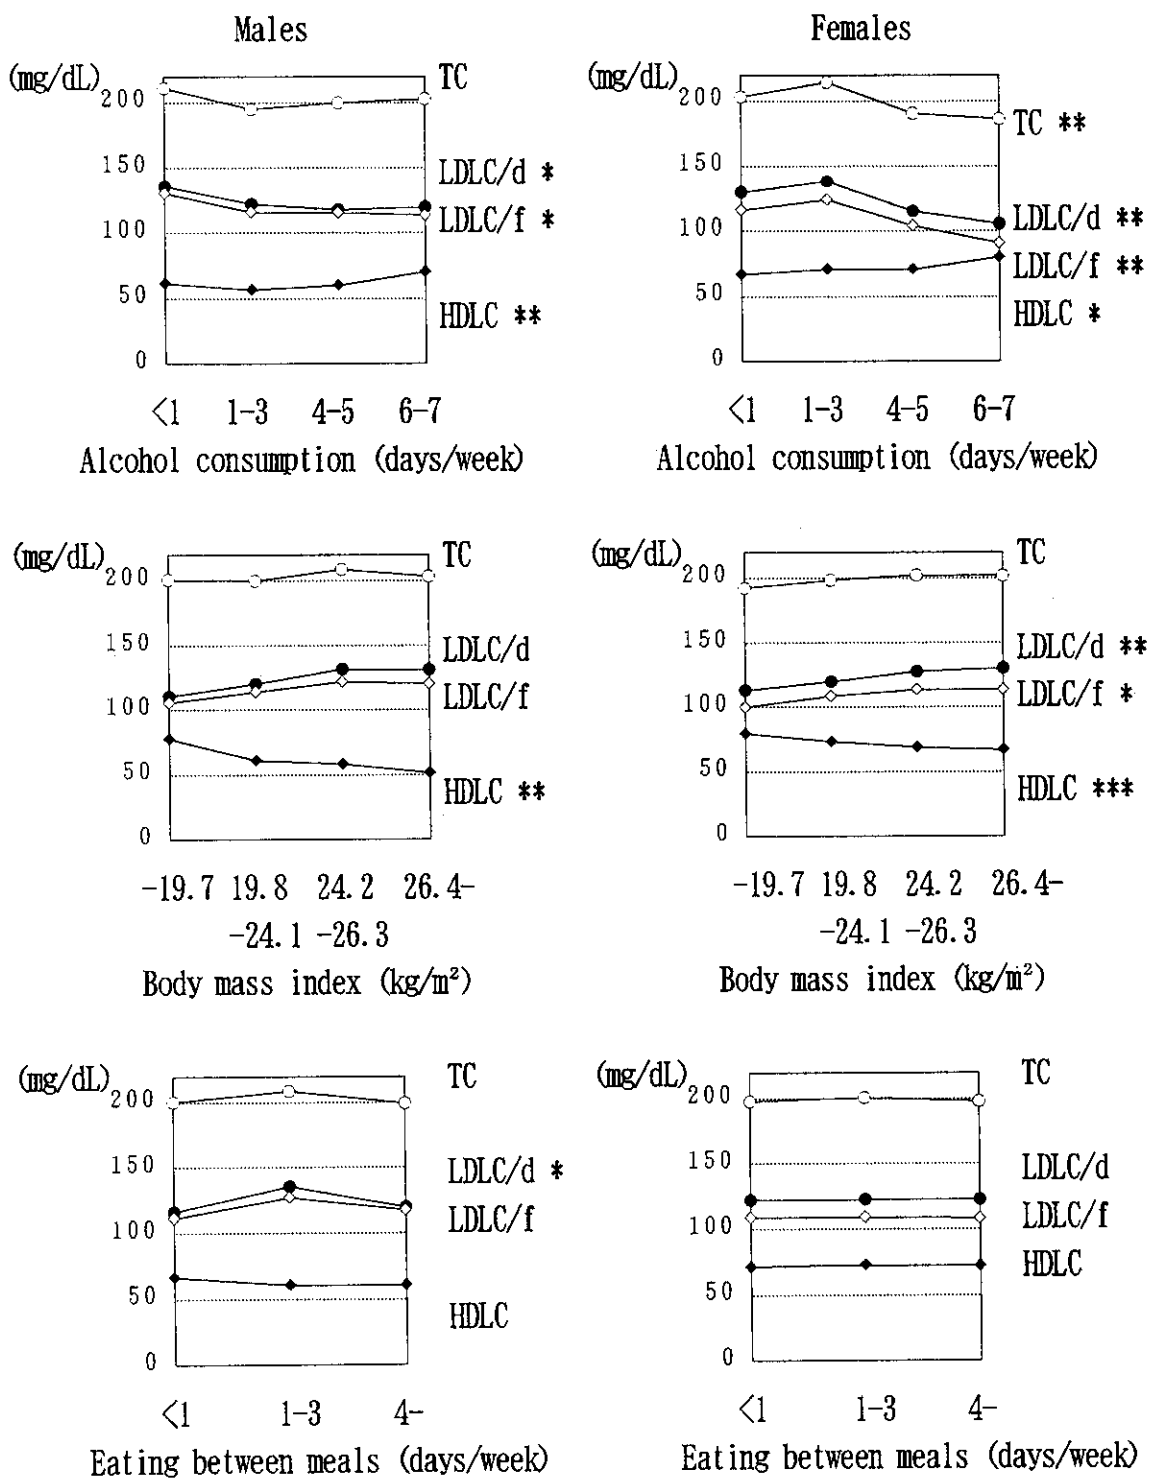 Males
(mg/dL)
200
150
100
50
0
TC
LDLC/d *
LDLC/f *
HDLC **
<1 1-3 4-5 6-7
Alcohol consumption (days/week)
Females
(mg/dL)
200
150
100
50
0
TC **
LDLC/d **
LDLC/f **
HDLC *
<1 1-3 4-5 6-7
Alcohol consumption (days/week)
(mg/dL)
200
150
100
50
0
TC
LDLC/d
LDLC/f
HDLC **
-19.7 19.8 24.2 26.4-
-24.1 -26.3
Body mass index (kg/m²)
(mg/dL)
200
150
100
50
0
TC
LDLC/d **
LDLC/f *
HDLC ***
-19.7 19.8 24.2 26.4-
-24.1 -26.3
Body mass index (kg/m²)
(mg/dL)
200
150
100
50
0
TC
LDLC/d *
LDLC/f
HDLC
<1 1-3 4-
Eating between meals (days/week)
(mg/dL)
200
150
100
50
0
TC
LDLC/d
LDLC/f
HDLC
<1 1-3 4-
Eating between meals (days/week)